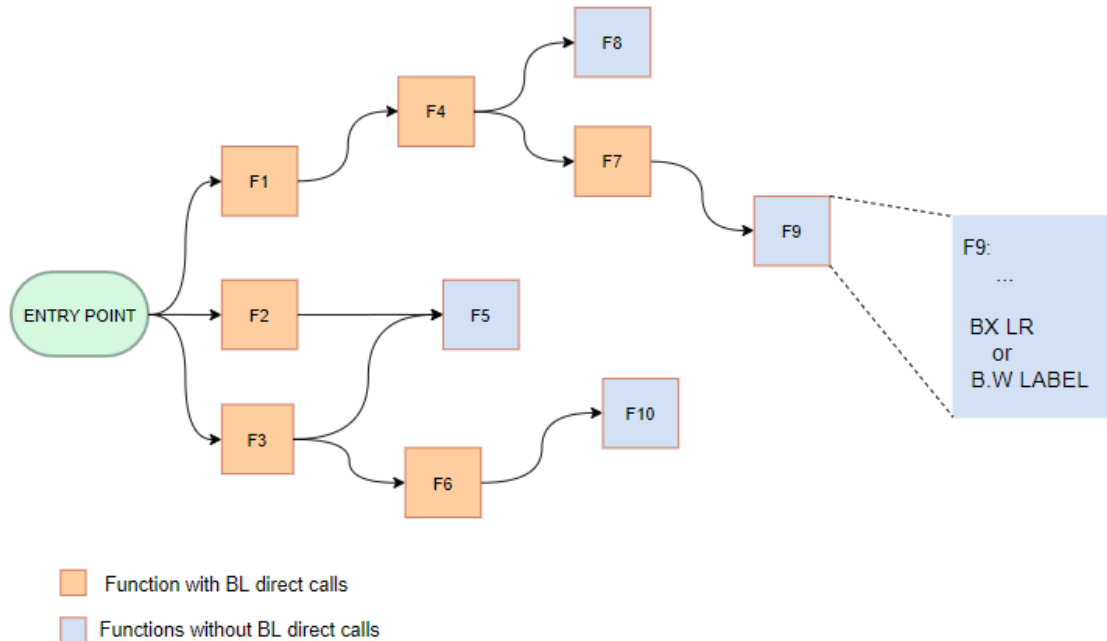 F8
F4
F7
F1
F9
F9:
...
BX LR
or
B.W LABEL
ENTRY POINT
F2
F5
F3
F10
F6
Function with BL direct calls
Functions without BL direct calls